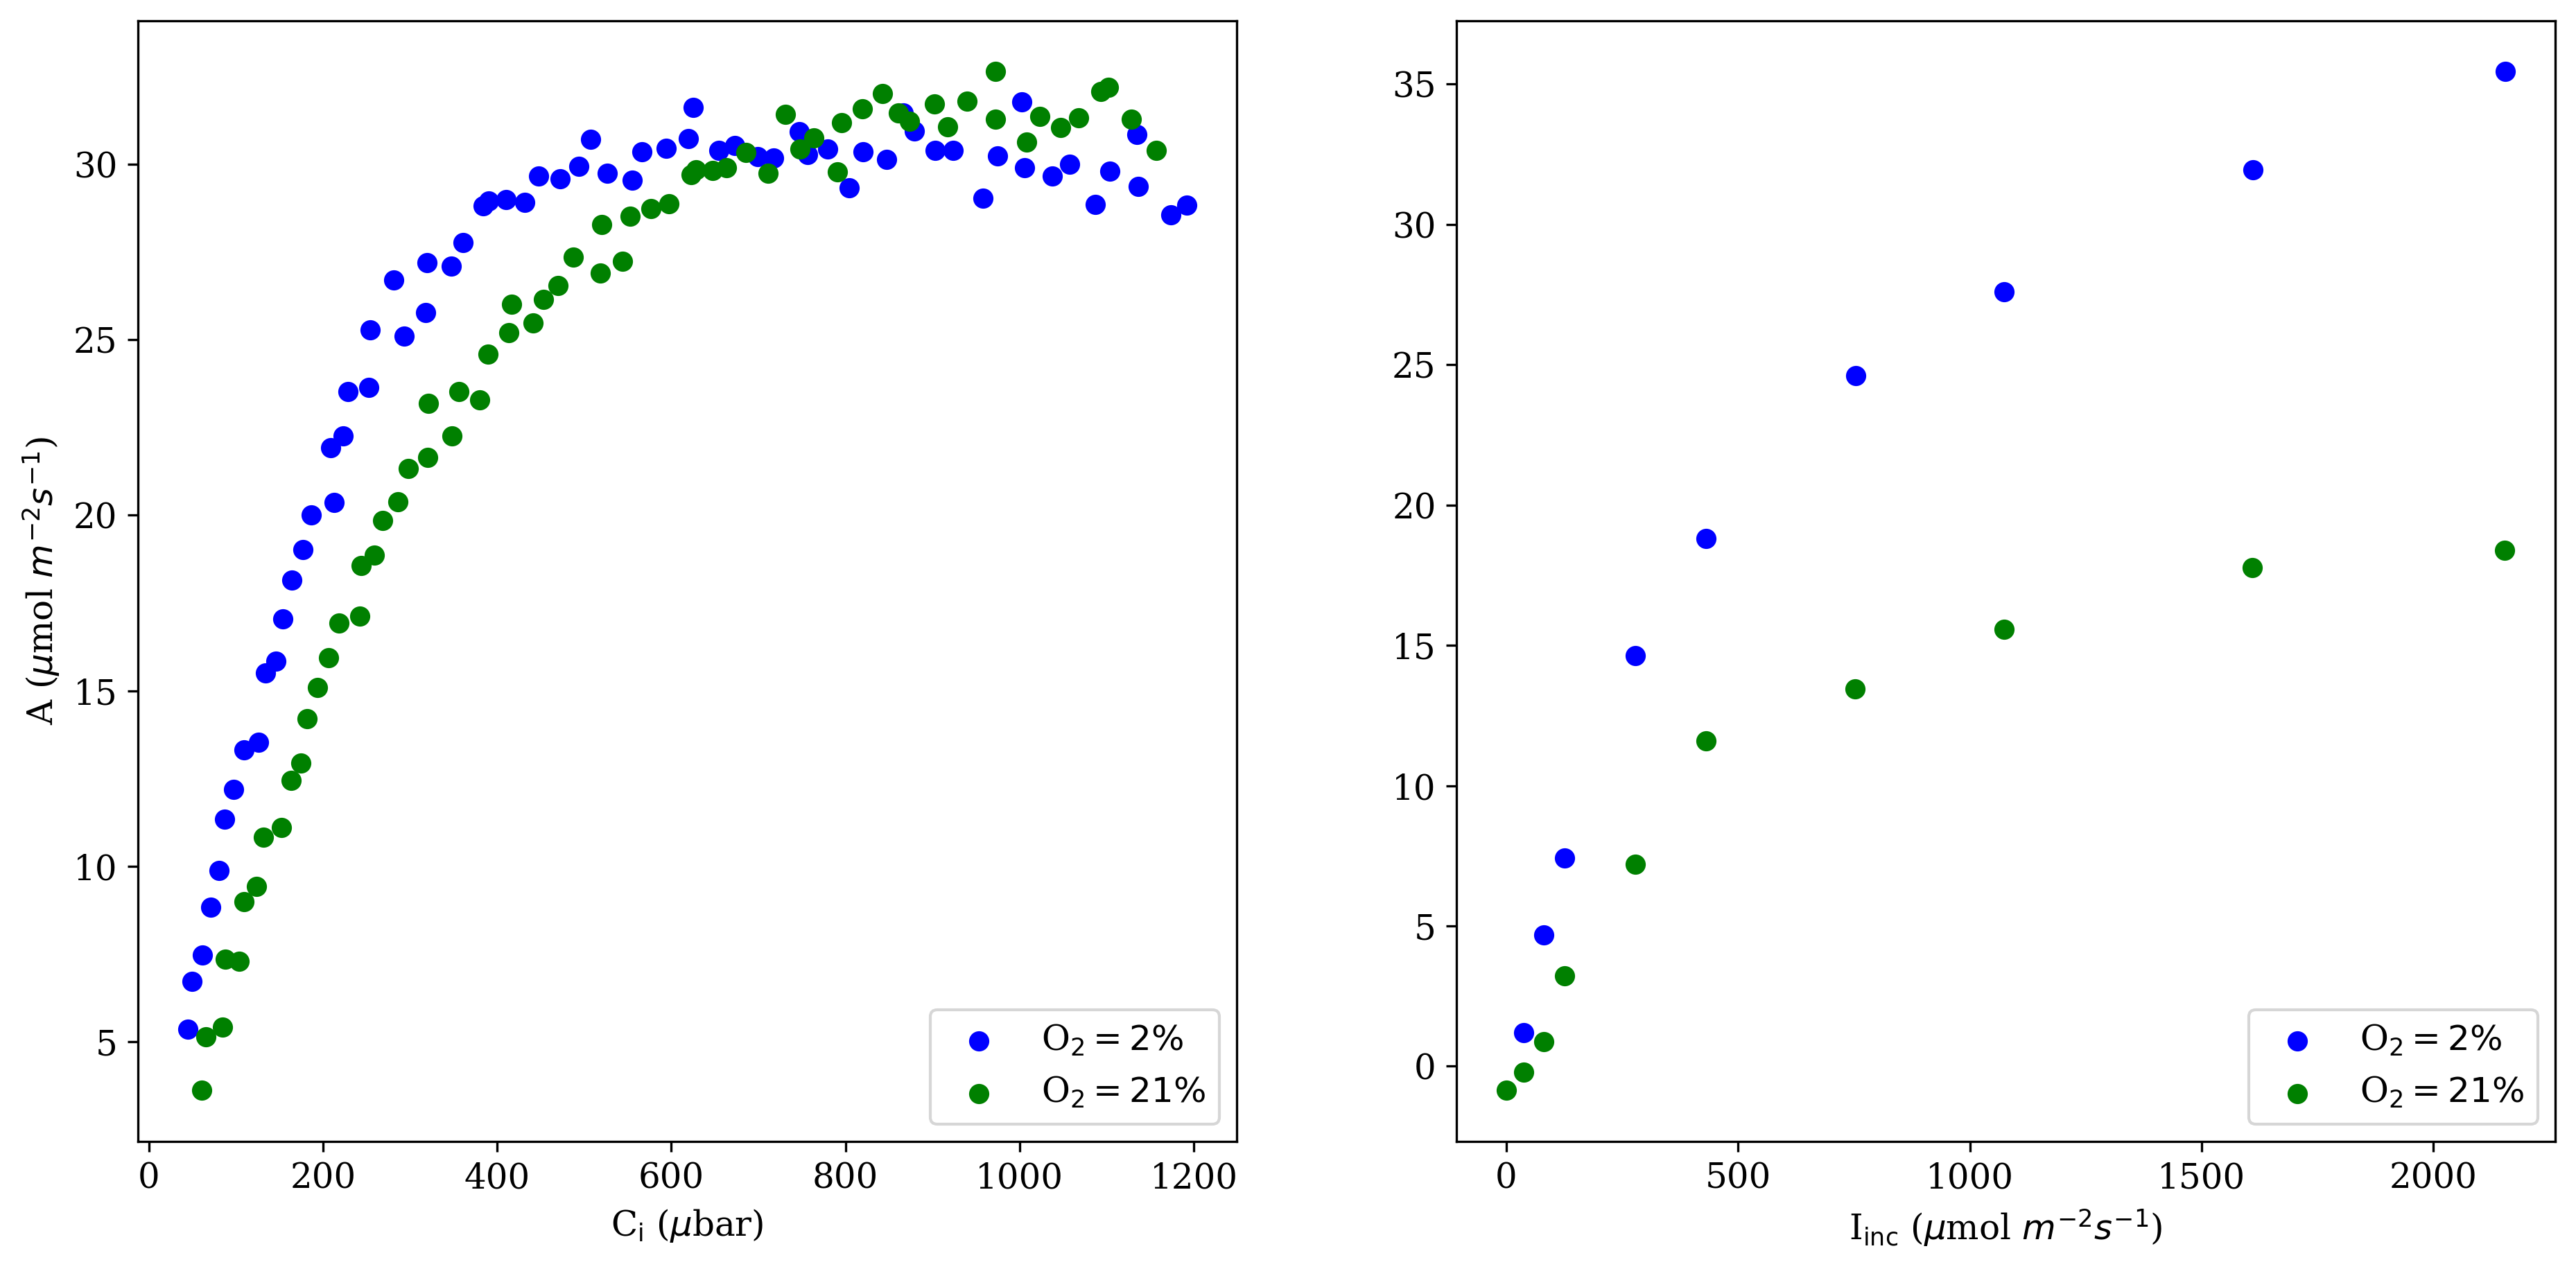 A (μmol m⁻²s⁻¹)
30
25
20
15
10
5
0 200 400 600 800 1000 1200
C_i (μbar)
O₂ = 2%
O₂ = 21%
35
30
25
20
15
10
5
0
0 500 1000 1500 2000
I_inc (μmol m⁻²s⁻¹)
O₂ = 2%
O₂ = 21%